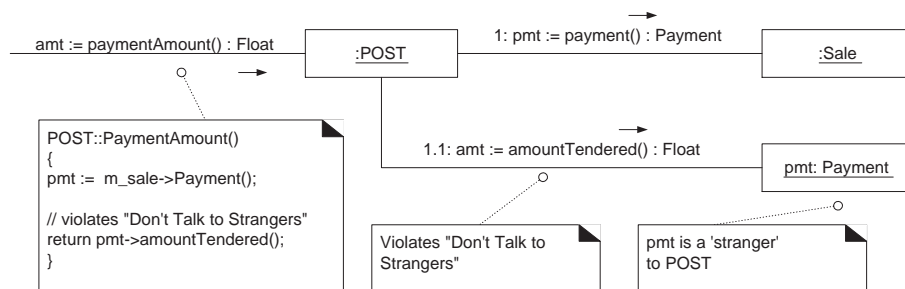 amt := paymentAmount() : Float
:POST
1: pmt := payment() : Payment
:Sale
1.1: amt := amountTendered() : Float
pmt: Payment
POST::PaymentAmount()
{
pmt := m_sale->Payment();
// violates "Don't Talk to Strangers"
return pmt->amountTendered();
}
Violates "Don't Talk to
Strangers"
pmt is a 'stranger'
to POST